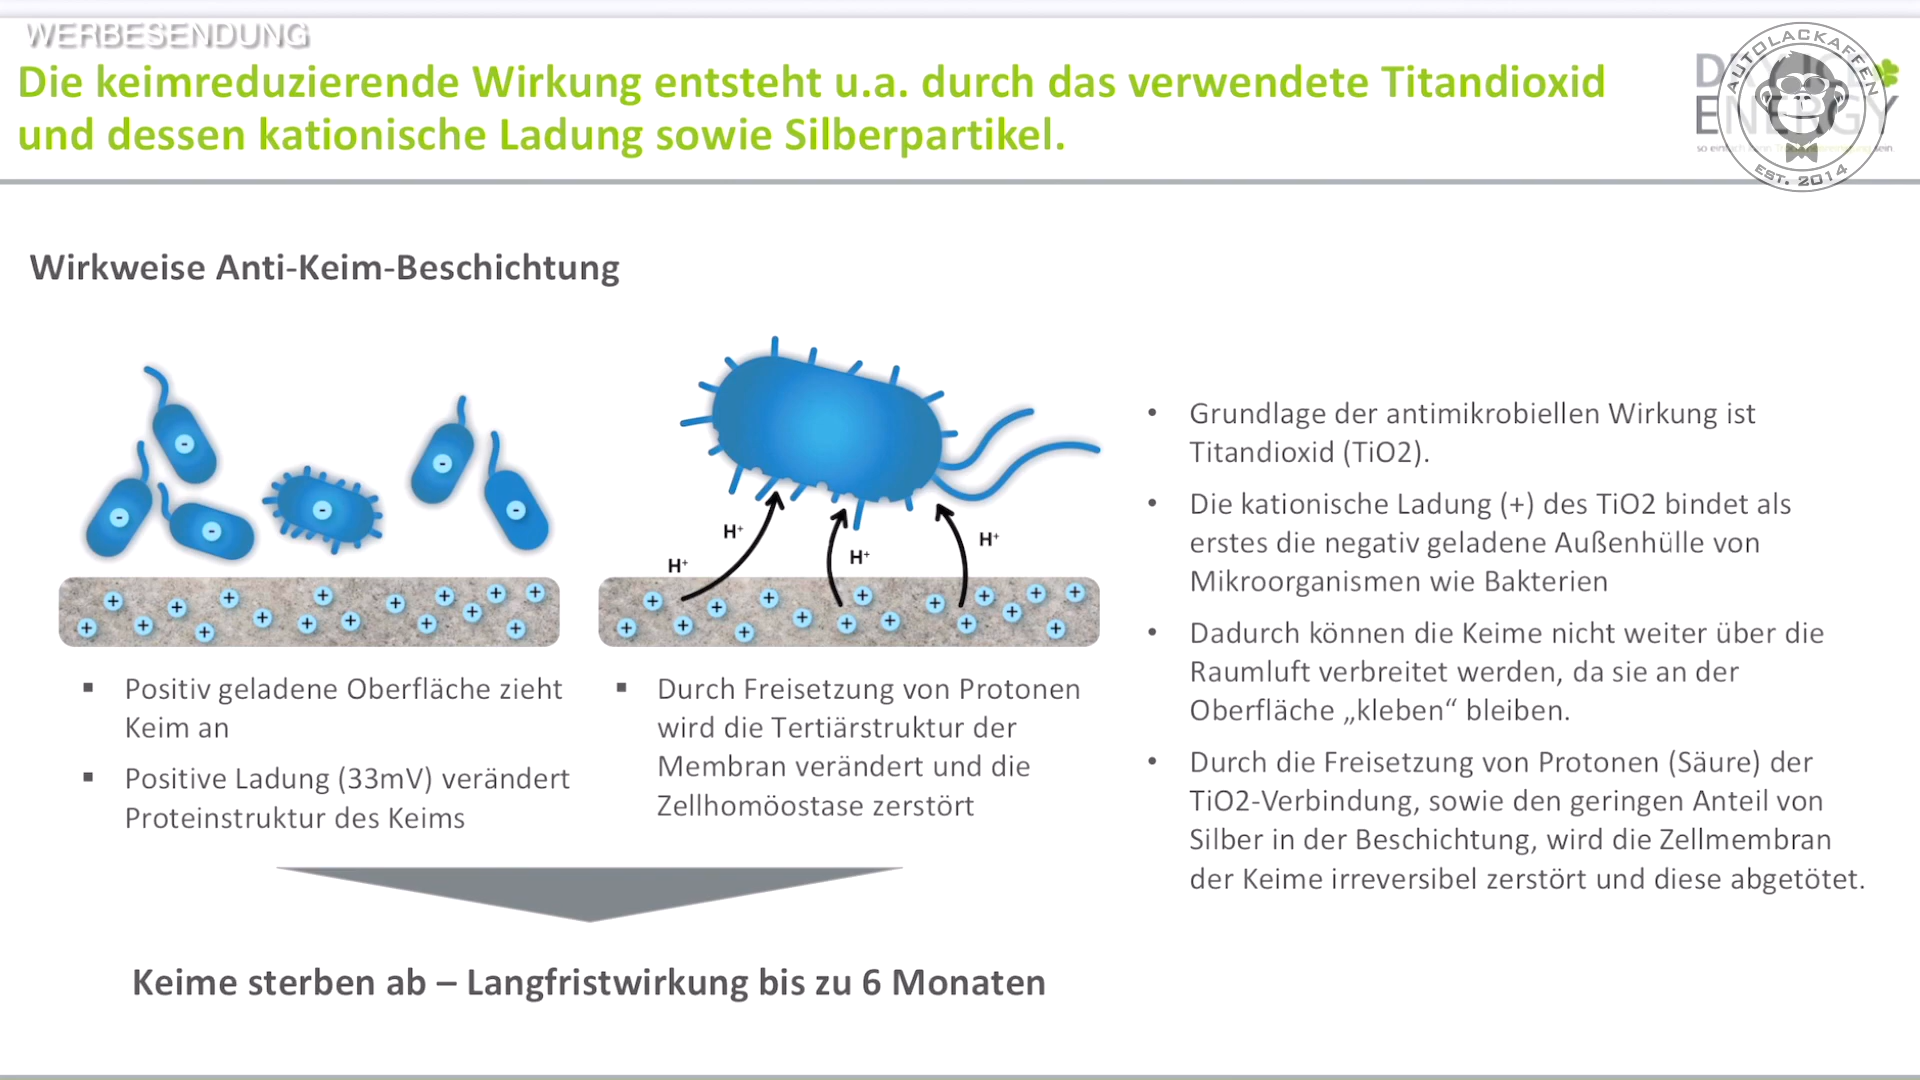 WERBESENDUNG
Die keimreduzierende Wirkung entsteht u.a. durch das verwendete Titandioxid
und dessen kationische Ladung sowie Silberpartikel.
AUTOLACKAFFEN
EST. 2014
ENERGY
Wirkweise Anti-Keim-Beschichtung
- - - - - - -
H+
H+
H+
H+
+ + + + + + + + + + + + + + + + + +
+ + + + + + + + + + + + + + + + + +
▪ Positiv geladene Oberfläche zieht
Keim an
▪ Positive Ladung (33mV) verändert
Proteinstruktur des Keims
▪ Durch Freisetzung von Protonen
wird die Tertiärstruktur der
Membran verändert und die
Zellhomöostase zerstört
• Grundlage der antimikrobiellen Wirkung ist
Titandioxid (TiO2).
• Die kationische Ladung (+) des TiO2 bindet als
erstes die negativ geladene Außenhülle von
Mikroorganismen wie Bakterien
• Dadurch können die Keime nicht weiter über die
Raumluft verbreitet werden, da sie an der
Oberfläche „kleben“ bleiben.
• Durch die Freisetzung von Protonen (Säure) der
TiO2-Verbindung, sowie den geringen Anteil von
Silber in der Beschichtung, wird die Zellmembran
der Keime irreversibel zerstört und diese abgetötet.
Keime sterben ab – Langfristwirkung bis zu 6 Monaten